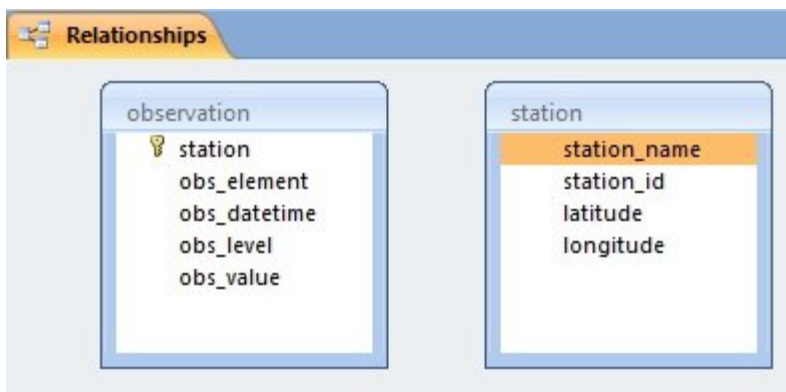 Relationships
observation
station
obs_element
obs_datetime
obs_level
obs_value
station
station_name
station_id
latitude
longitude